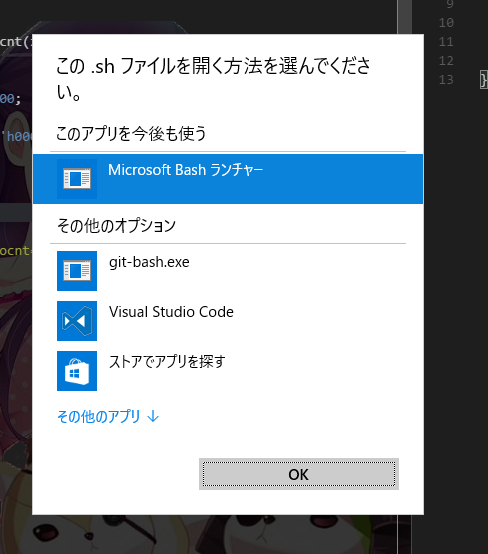 9
10
cnt(
11
この .sh ファイルを開く方法を選んでくださ
い。
12
13
}
00;
このアプリを今後も使う
'h000
Microsoft Bash ランチャー
その他のオプション
ocnt=
git-bash.exe
Visual Studio Code
ストアでアプリを探す
その他のアプリ ↓
OK